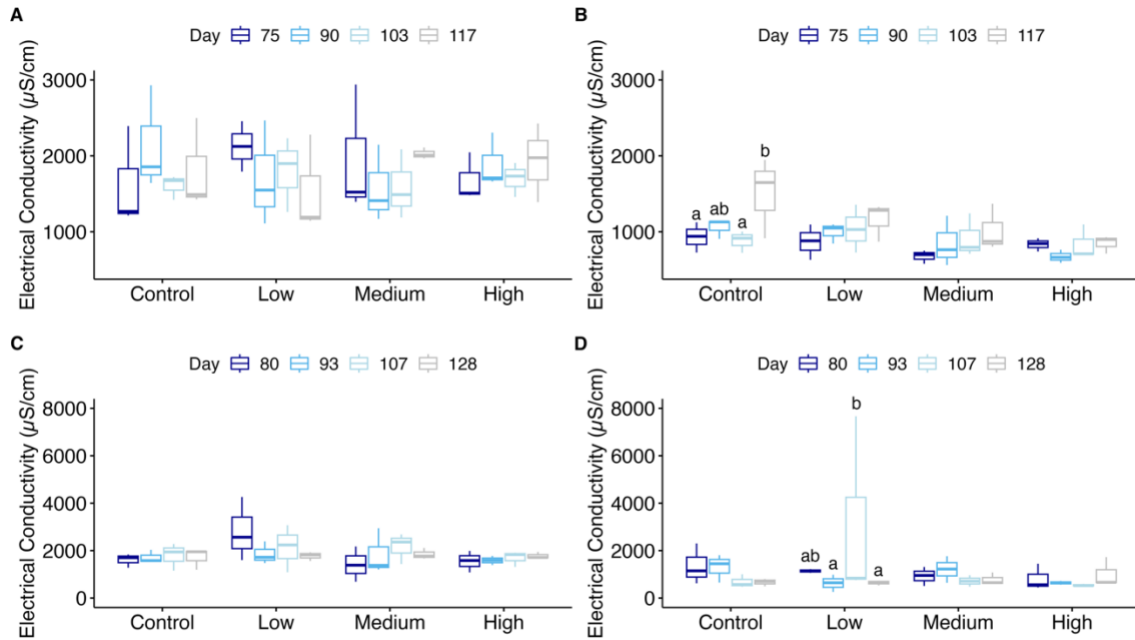 A
Day 75 90 103 117
Electrical Conductivity (µS/cm)
3000
2000
1000
Control Low Medium High
B
Day 75 90 103 117
Electrical Conductivity (µS/cm)
3000
2000
1000
a ab a b
Control Low Medium High
C
Day 80 93 107 128
Electrical Conductivity (µS/cm)
8000
6000
4000
2000
0
Control Low Medium High
D
Day 80 93 107 128
Electrical Conductivity (µS/cm)
8000
6000
4000
2000
0
ab a b a
Control Low Medium High